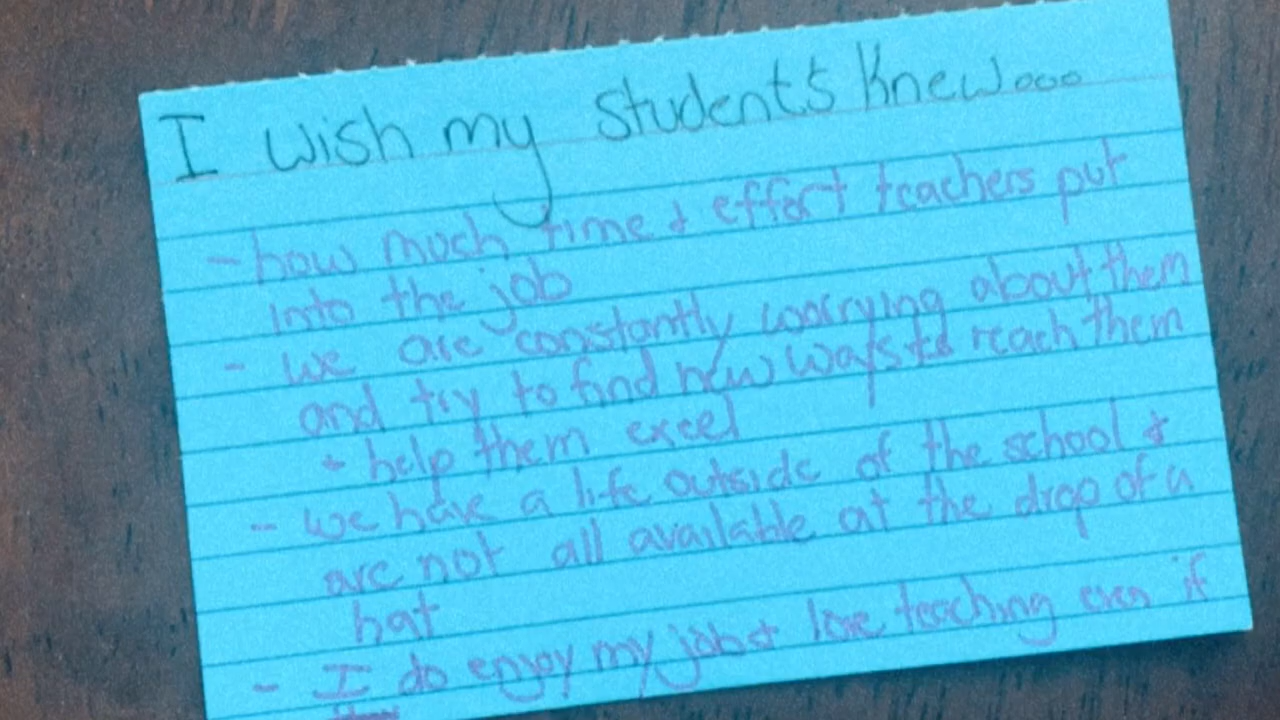 I wish my students knew...
- how much time & effort teachers put
into the job
- we are constantly worrying about them
and try to find new ways to reach them
+ help them excel
- we have a life outside of the school &
are not all available at the drop of a
hat
- I do enjoy my job & love teaching even if